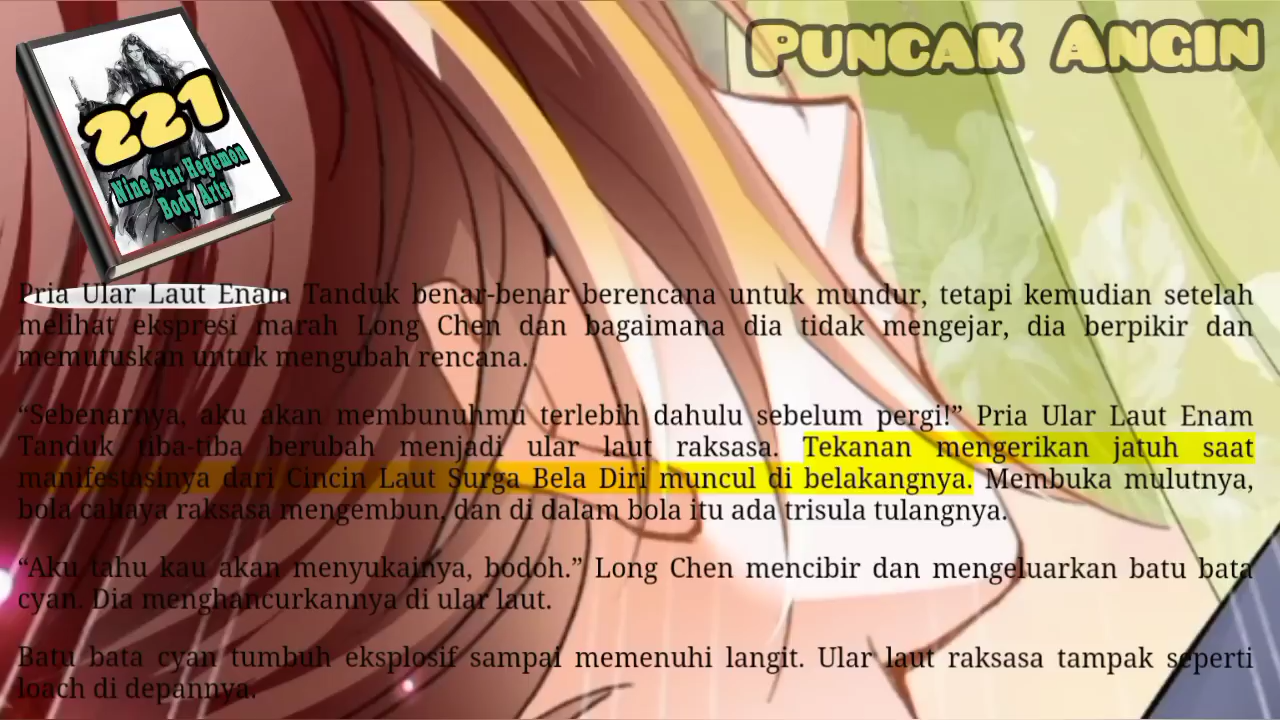 PUNCAK ANGIN
221
Nine Star Hegemon
Body Arts
Pria Ular Laut Enam Tanduk benar-benar berencana untuk mundur, tetapi kemudian setelah
melihat ekspresi marah Long Chen dan bagaimana dia tidak mengejar, dia berpikir dan
memutuskan untuk mengubah rencana.
“Sebenarnya, aku akan membunuhmu terlebih dahulu sebelum pergi!” Pria Ular Laut Enam
Tanduk tiba-tiba berubah menjadi ular laut raksasa. Tekanan mengerikan jatuh saat
manifestasinya dari Cincin Laut Surga Bela Diri muncul di belakangnya. Membuka mulutnya,
bola cahaya raksasa mengembun, dan di dalam bola itu ada trisula tulangnya.
“Aku tahu kau akan menyukainya, bodoh.” Long Chen mencibir dan mengeluarkan batu bata
cyan. Dia menghancurkannya di ular laut.
Batu bata cyan tumbuh eksplosif sampai memenuhi langit. Ular laut raksasa tampak seperti
loach di depannya.